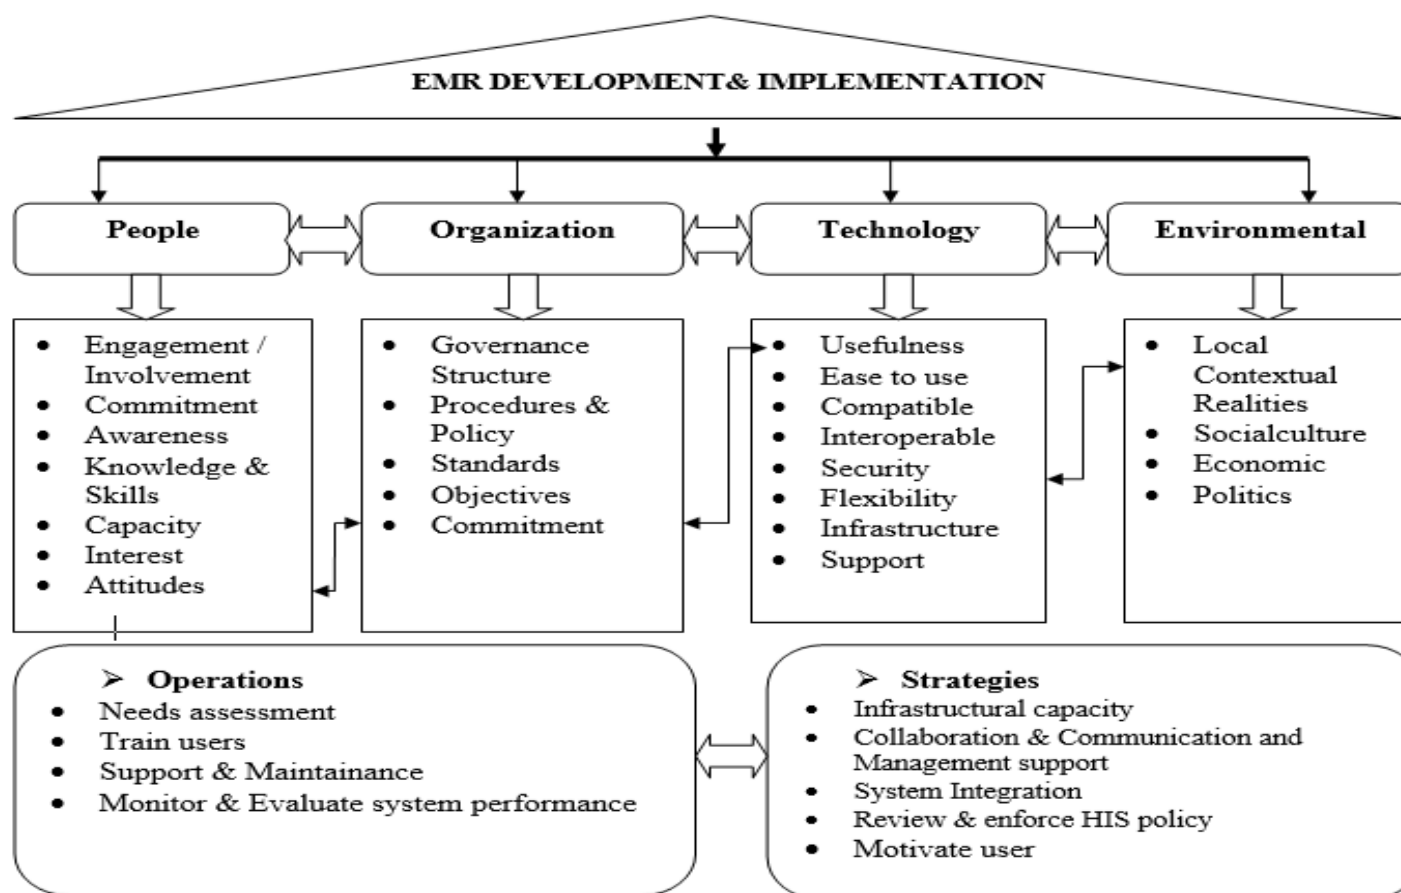 EMR DEVELOPMENT& IMPLEMENTATION
People
Organization
Technology
Environmental
• Engagement /
Involvement
• Commitment
• Awareness
• Knowledge &
Skills
• Capacity
• Interest
• Attitudes
• Governance
Structure
• Procedures &
Policy
• Standards
• Objectives
• Commitment
• Usefulness
• Ease to use
• Compatible
• Interoperable
• Security
• Flexibility
• Infrastructure
• Support
• Local
Contextual
Realities
• Socialculture
• Economic
• Politics
➢ Operations
• Needs assessment
• Train users
• Support & Maintainance
• Monitor & Evaluate system performance
➢ Strategies
• Infrastructural capacity
• Collaboration & Communication and
Management support
• System Integration
• Review & enforce HIS policy
• Motivate user